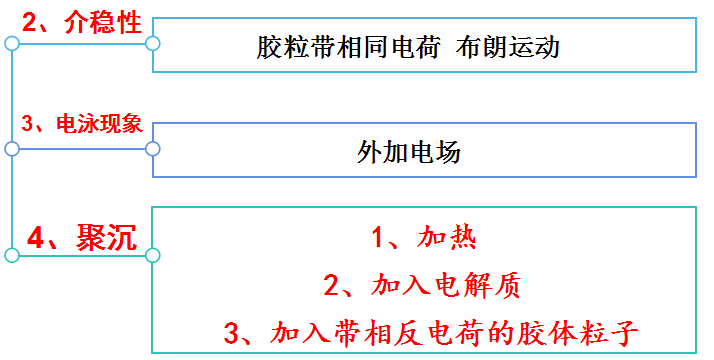 2、介稳性
胶粒带相同电荷 布朗运动
3、电泳现象
外加电场
4、聚沉
1、加热
2、加入电解质
3、加入带相反电荷的胶体粒子